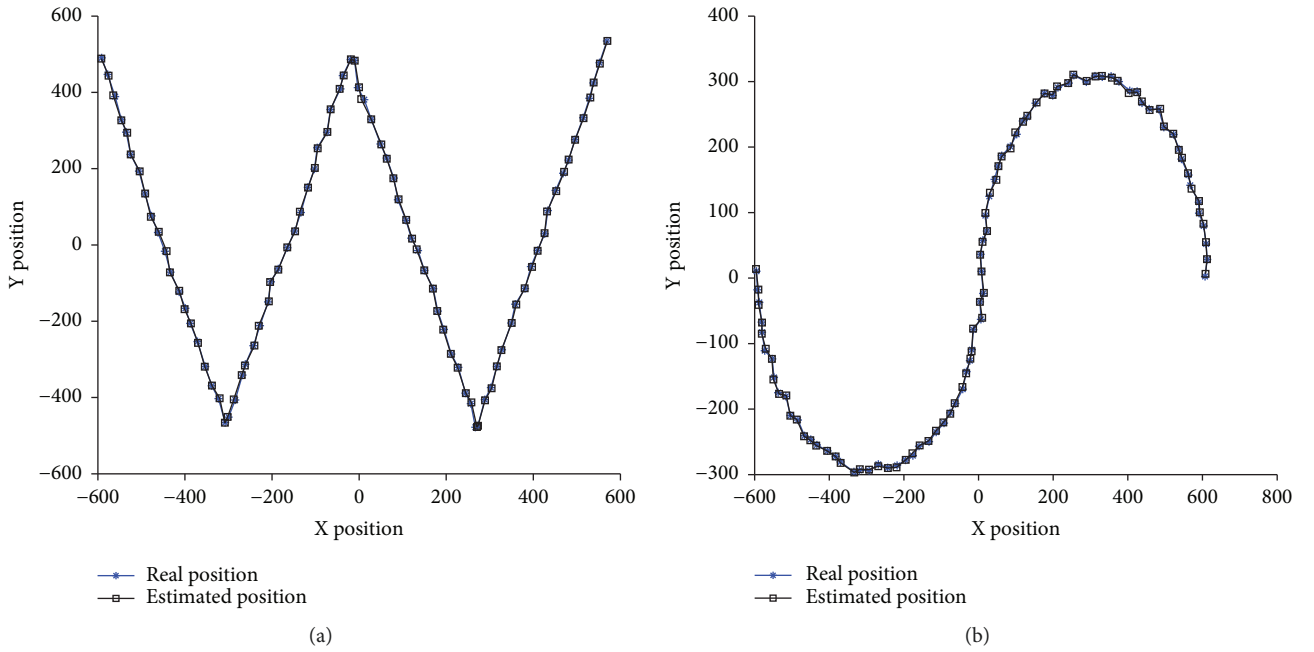 600
400
200
0
−200
−400
−600
Y position
−600 −400 −200 0 200 400 600
X position
Real position
Estimated position
(a)
400
300
200
100
0
−100
−200
−300
Y position
−600 −400 −200 0 200 400 600 800
X position
Real position
Estimated position
(b)